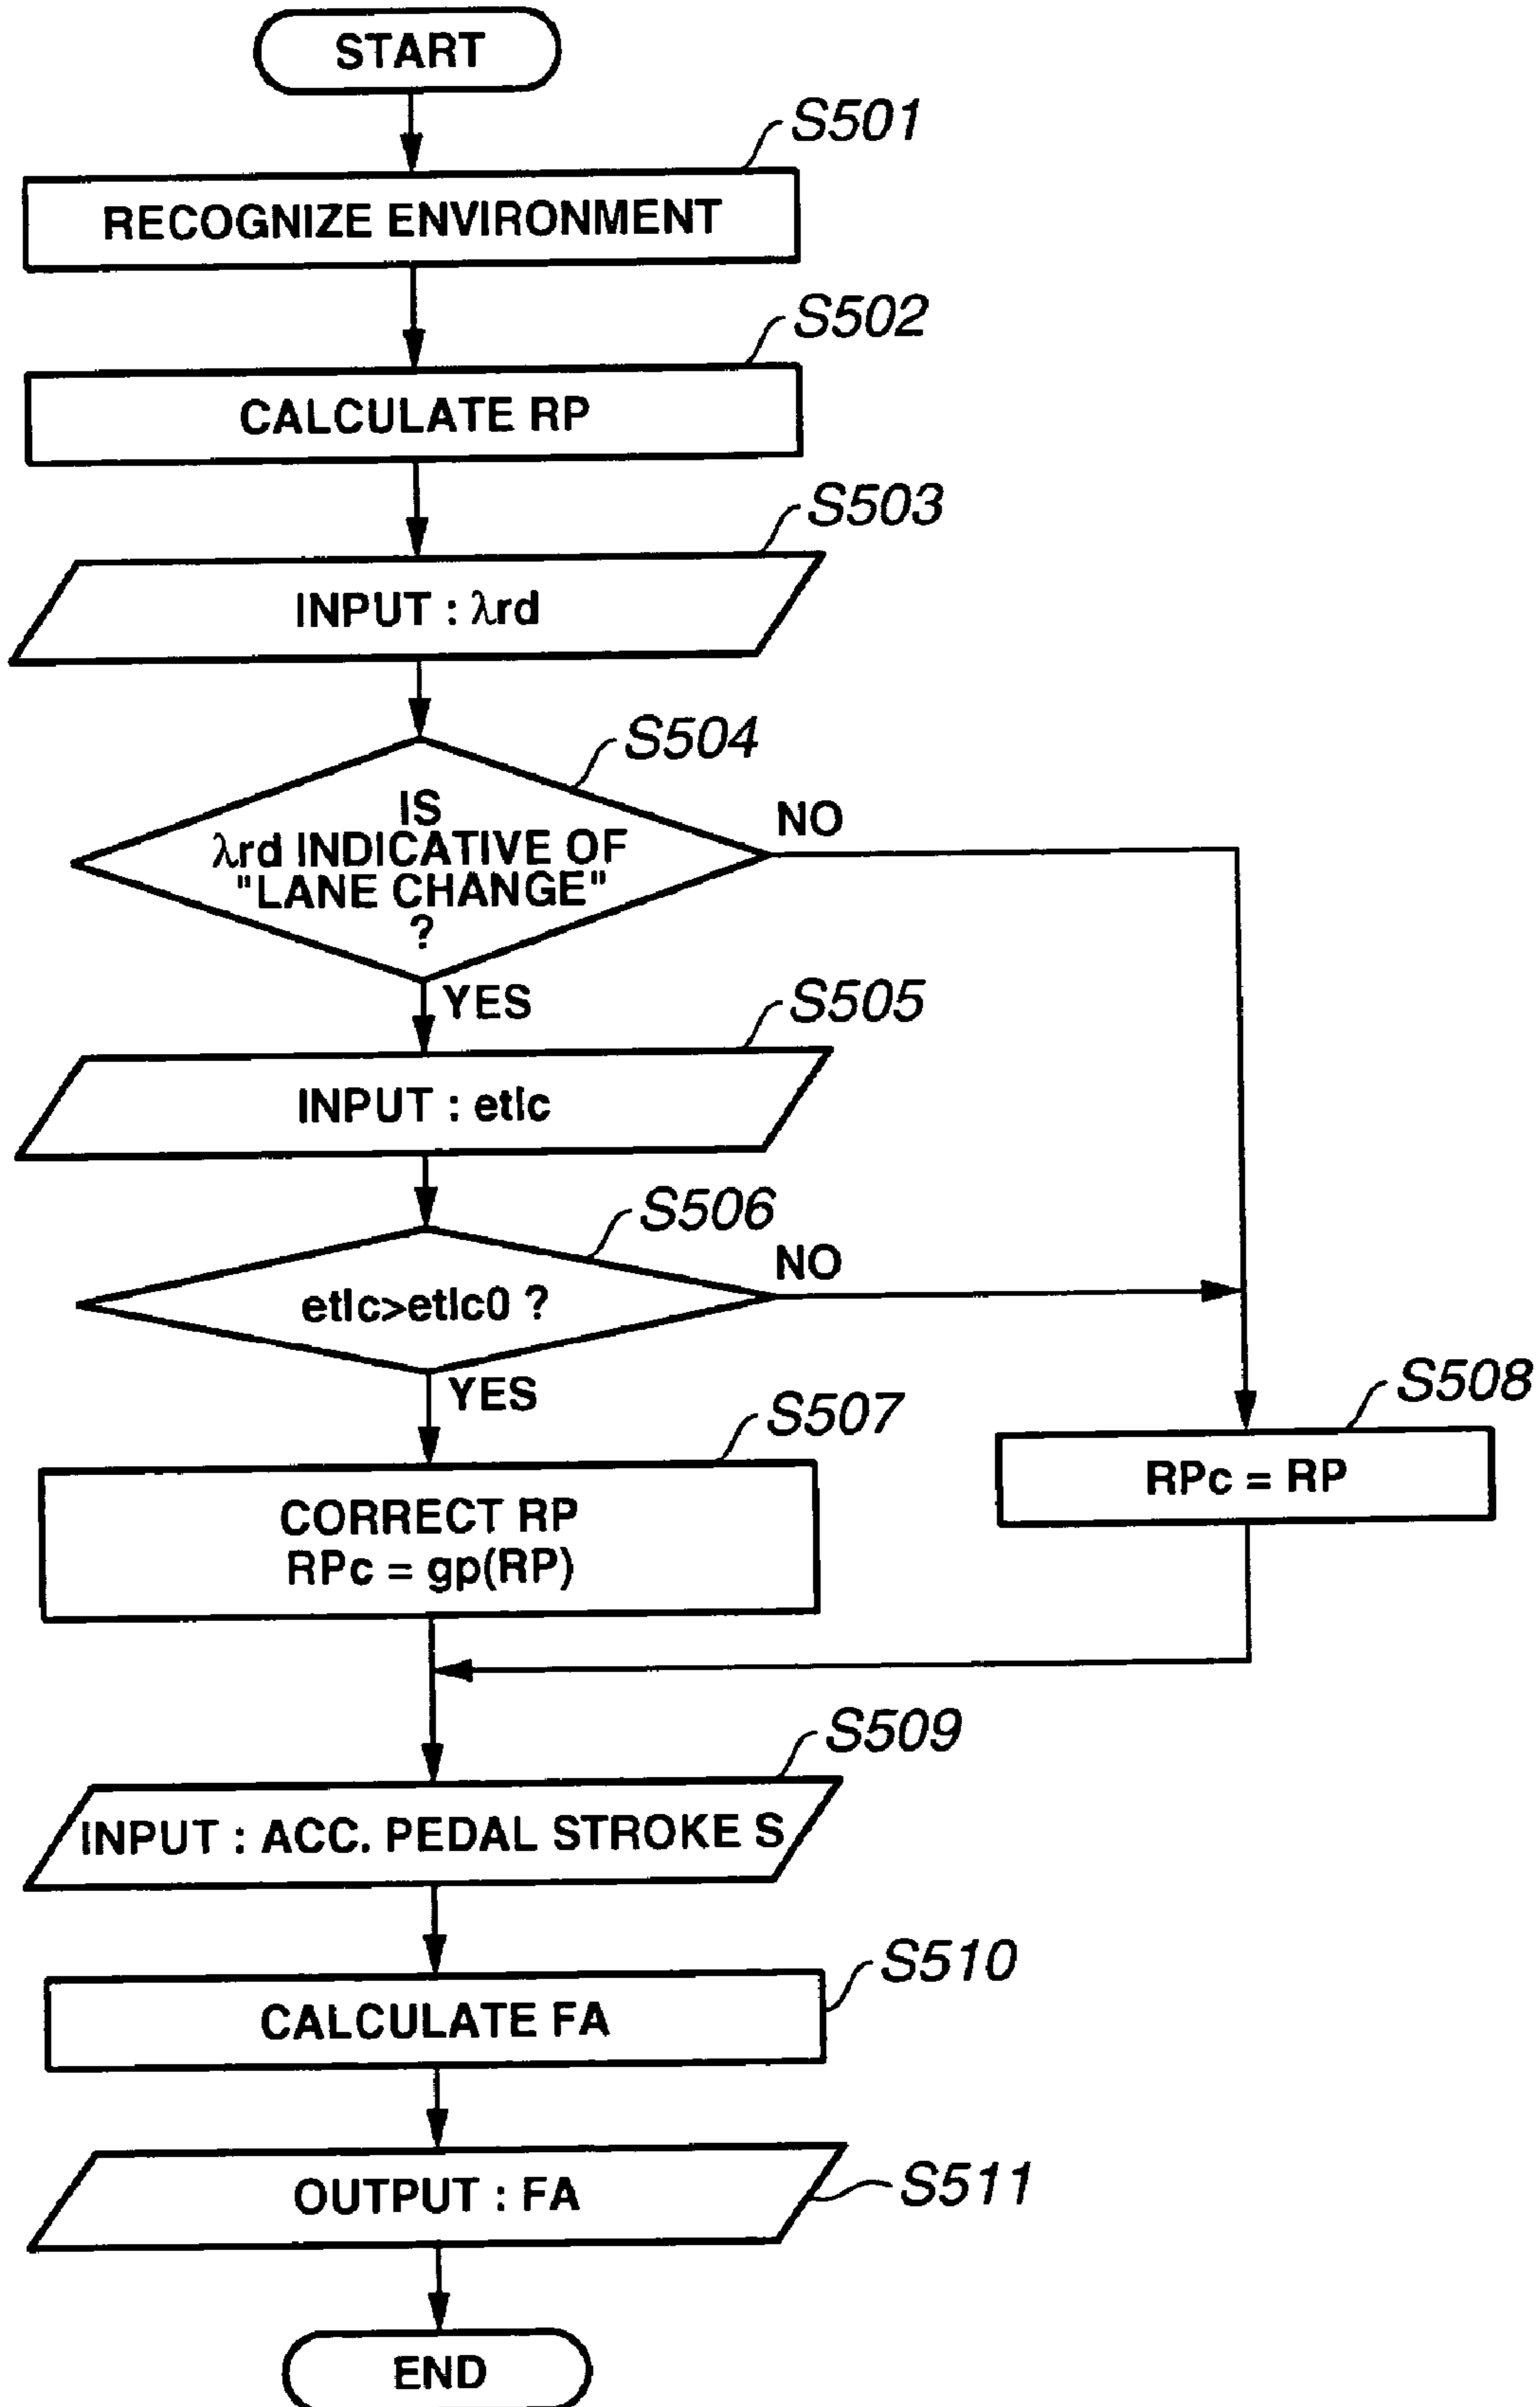 START
S501
RECOGNIZE ENVIRONMENT
S502
CALCULATE RP
S503
INPUT : λrd
S504
IS
λrd INDICATIVE OF
"LANE CHANGE"
?
NO
YES
S505
INPUT : etlc
S506
etlc>etlc0 ?
NO
YES
S507
CORRECT RP
RPc = gp(RP)
S508
RPc = RP
S509
INPUT : ACC. PEDAL STROKE S
S510
CALCULATE FA
S511
OUTPUT : FA
END